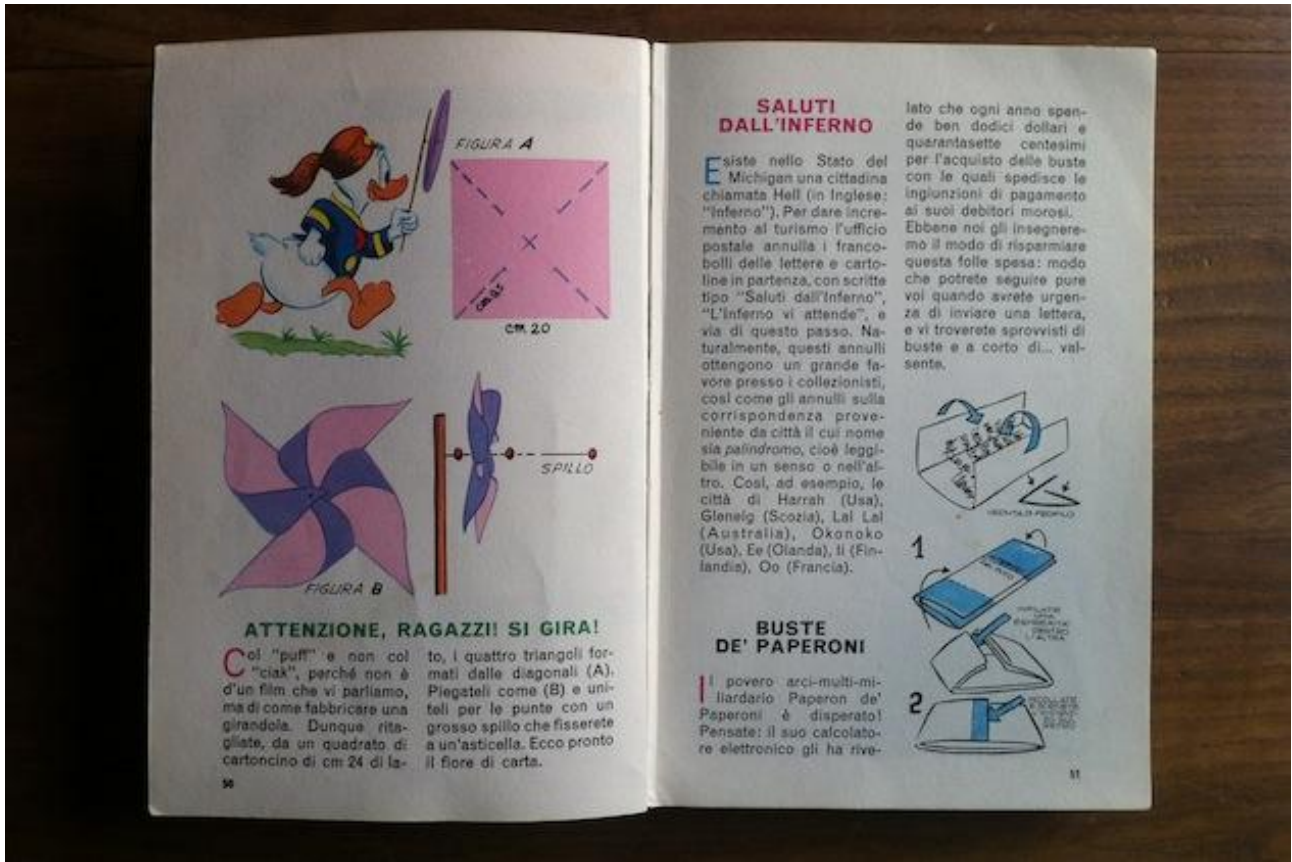 FIGURA A
cm 20
SPILLO
FIGURA B
ATTENZIONE, RAGAZZI! SI GIRA!
Col "puff" e non col
"ciak", perché non è
d'un film che vi parliamo,
ma di come fabbricare una
girandola. Dunque rita-
gliate, da un quadrato di
cartoncino di cm 24 di la-
to, i quattro triangoli for-
mati dalle diagonali (A).
Piegateli come (B) e uni-
teli per le punte con un
grosso spillo che fisserete
a un'asticella. Ecco pronto
il fiore di carta.
50
SALUTI
DALL'INFERNO
Esiste nello Stato del
Michigan una cittadina
chiamata Hell (in Inglese:
"Inferno"). Per dare incre-
mento al turismo l'ufficio
postale annulla i franco-
bolli delle lettere e carto-
line in partenza, con scritte
tipo "Saluti dall'Inferno",
"L'Inferno vi attende", e
via di questo passo. Na-
turalmente, questi annulli
ottengono un grande fa-
vore presso i collezionisti,
così come gli annulli sulla
corrispondenza prove-
niente da città il cui nome
sia palindromo, cioè leggi-
bile in un senso o nell'al-
tro. Così, ad esempio, le
città di Harrah (Usa),
Glenelg (Scozia), Lal Lal
(Australia), Okonoko
(Usa), Ee (Olanda), Ii (Fin-
landia), Oo (Francia).
BUSTE
DE' PAPERONI
Il povero arci-multi-mi-
liardario Paperon de'
Paperoni è disperato!
Pensate: il suo calcolato-
re elettronico gli ha rive-
lato che ogni anno spen-
de ben dodici dollari e
quarantasette centesimi
per l'acquisto delle buste
con le quali spedisce le
ingiunzioni di pagamento
ai suoi debitori morosi.
Ebbene noi gli insegnere-
mo il modo di risparmiare
questa folle spesa: modo
che potrete seguire pure
voi quando avrete urgen-
za di inviare una lettera,
e vi troverete sprovvisti di
buste e a corto di... val-
sente.
1
INFILATE
UNA
ESTREMITÀ
DENTRO
L'ALTRA
2
51